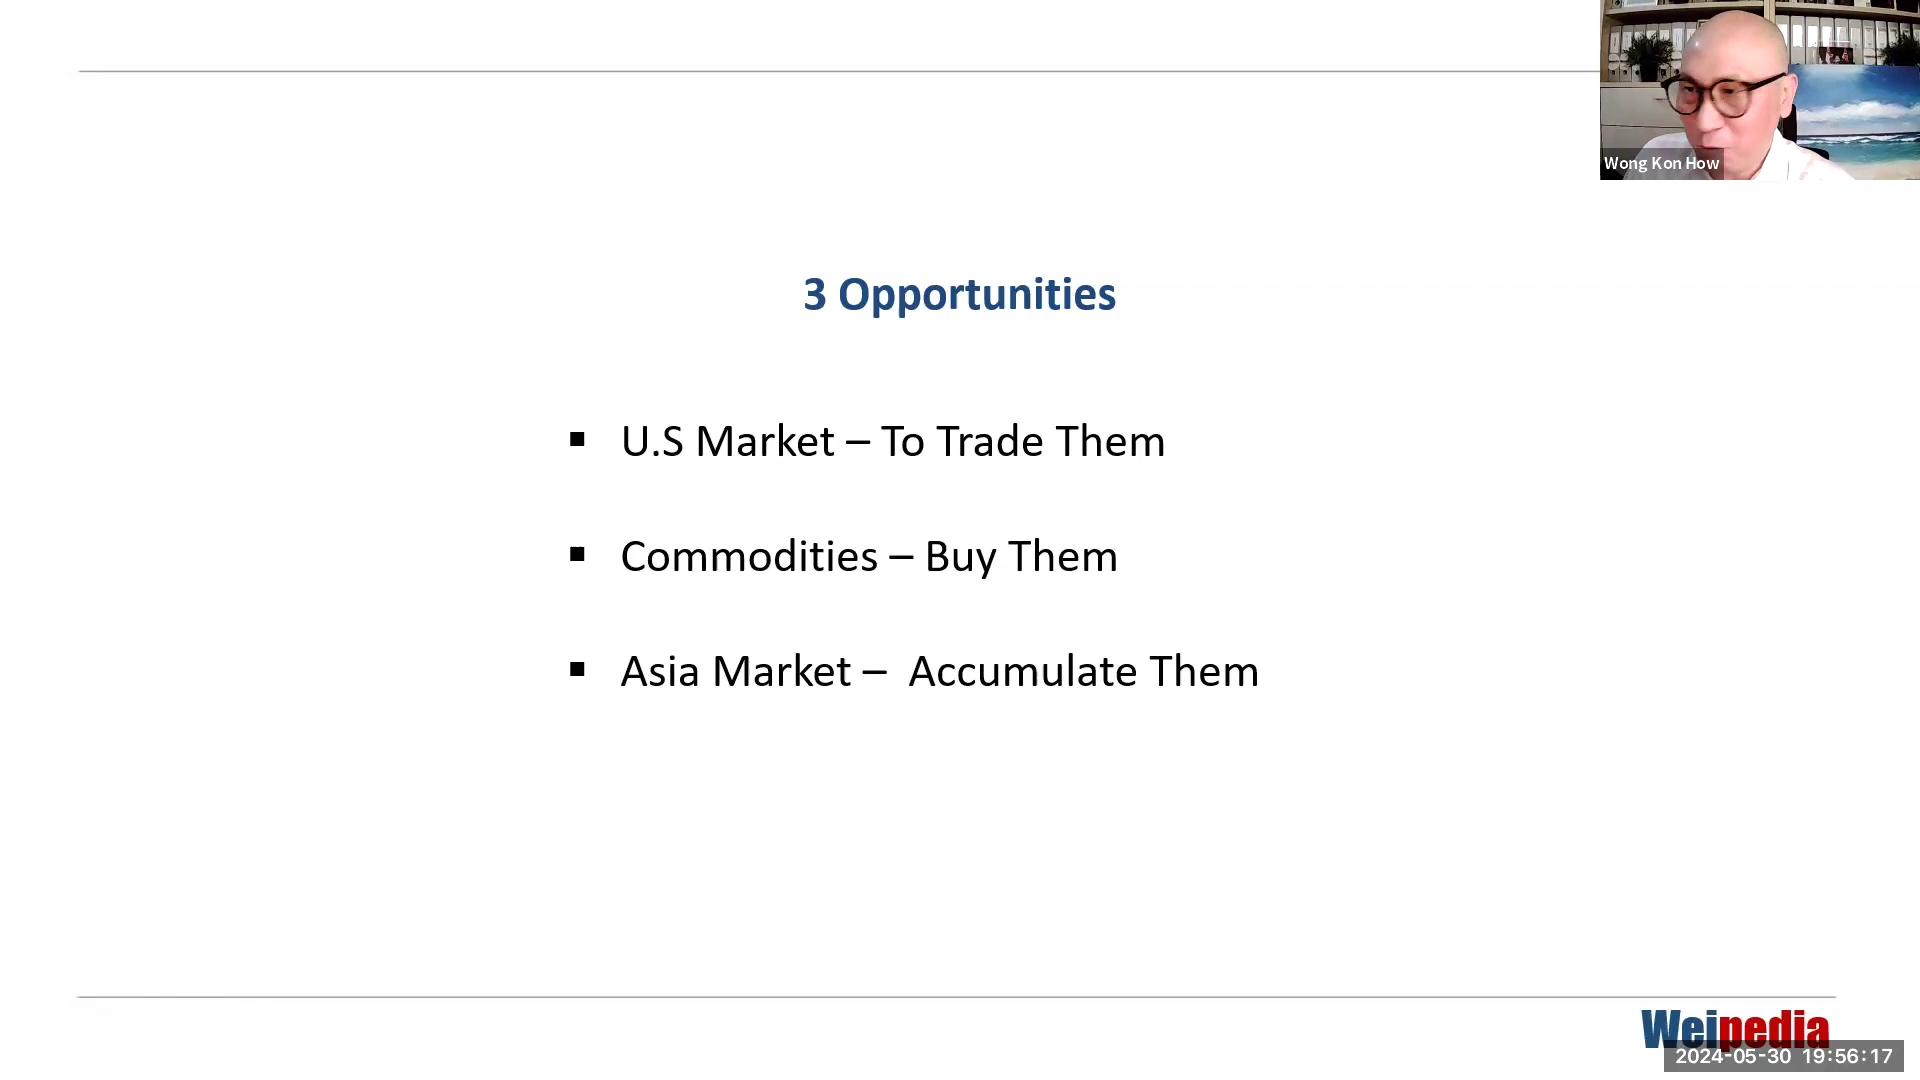 Wong Kon How
3 Opportunities
▪ U.S Market – To Trade Them
▪ Commodities – Buy Them
▪ Asia Market – Accumulate Them
Weipedia
2024-05-30 19:56:17